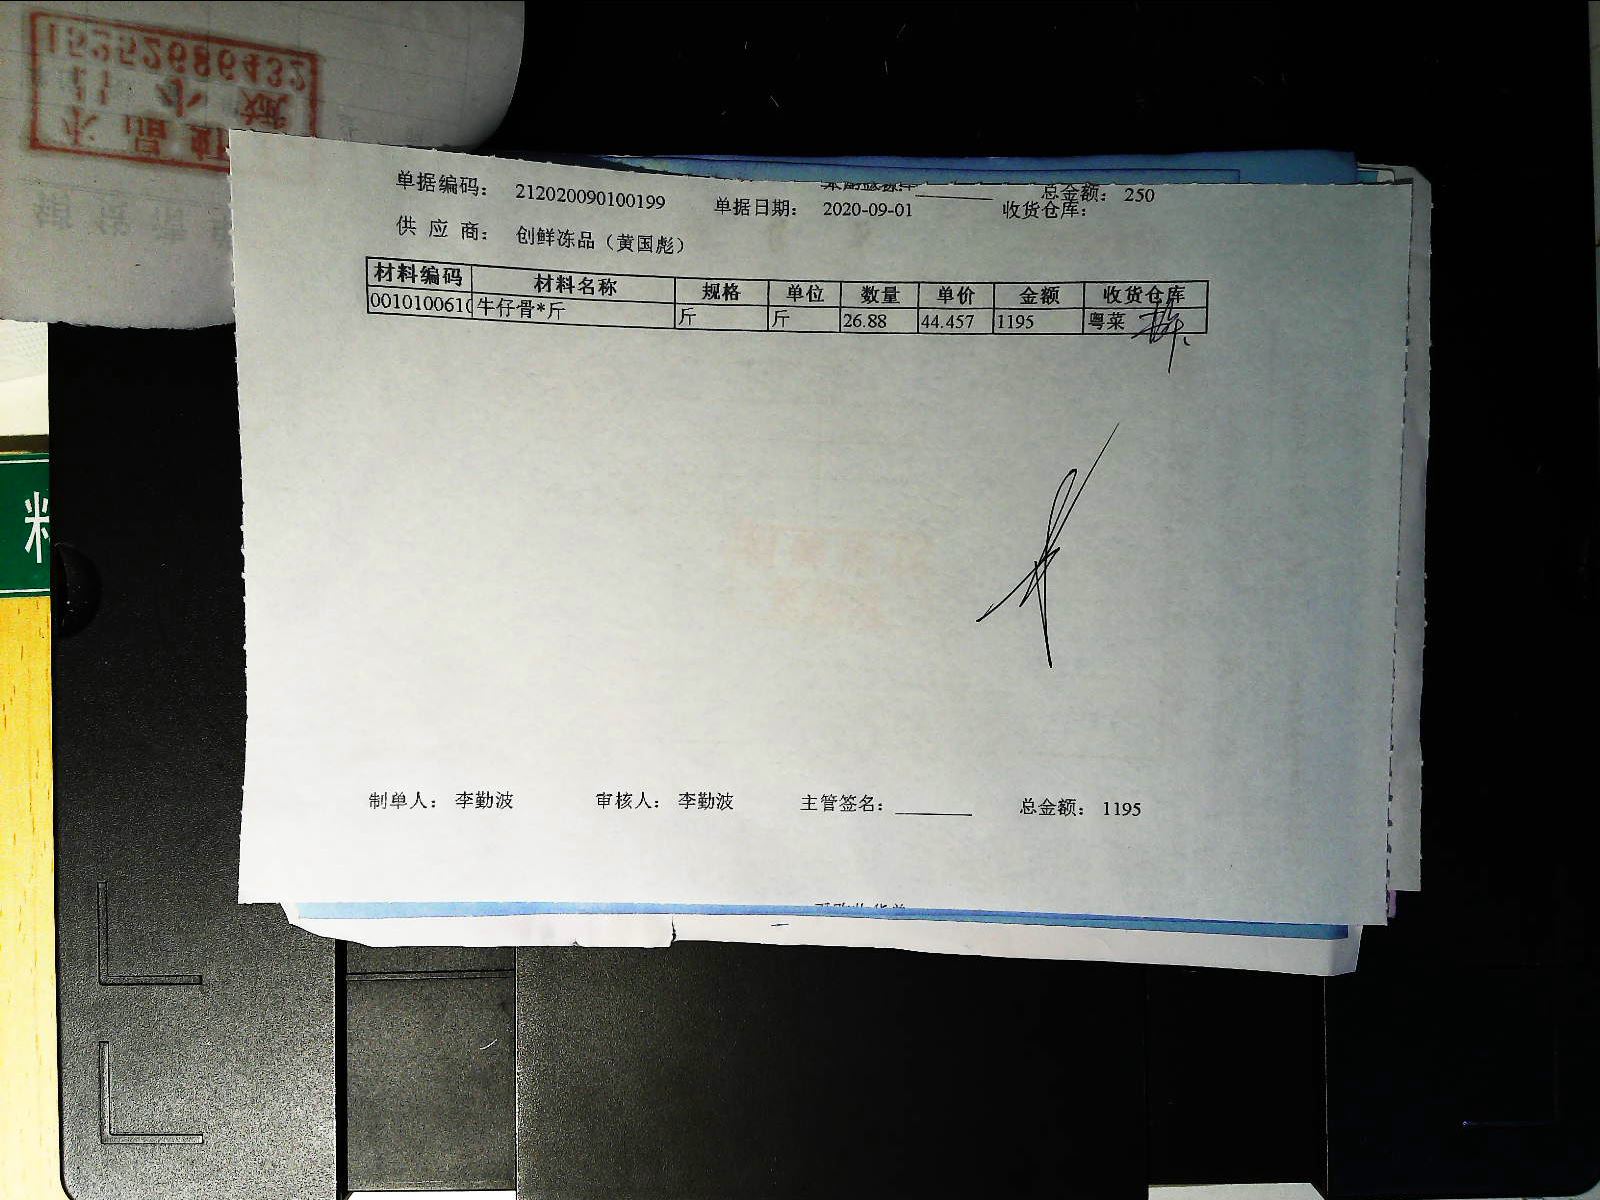 15252686432
总金额： 250
单据编码： 212020090100199 单据日期： 2020-09-01 收货仓库：
供 应 商： 创鲜冻品（黄国彪）
材料编码 材料名称 规格 单位 数量 单价 金额 收货仓库
001010061 牛仔骨*斤 斤 斤 26.88 44.457 1195 粤菜
制单人： 李勤波 审核人： 李勤波 主管签名： 总金额： 1195